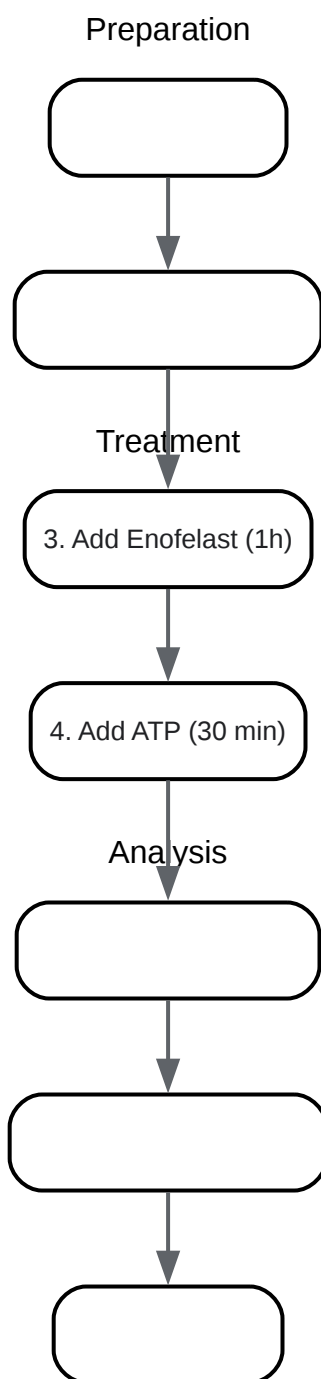 Preparation
Treatment
3. Add Enofelast (1h)
4. Add ATP (30 min)
Analysis